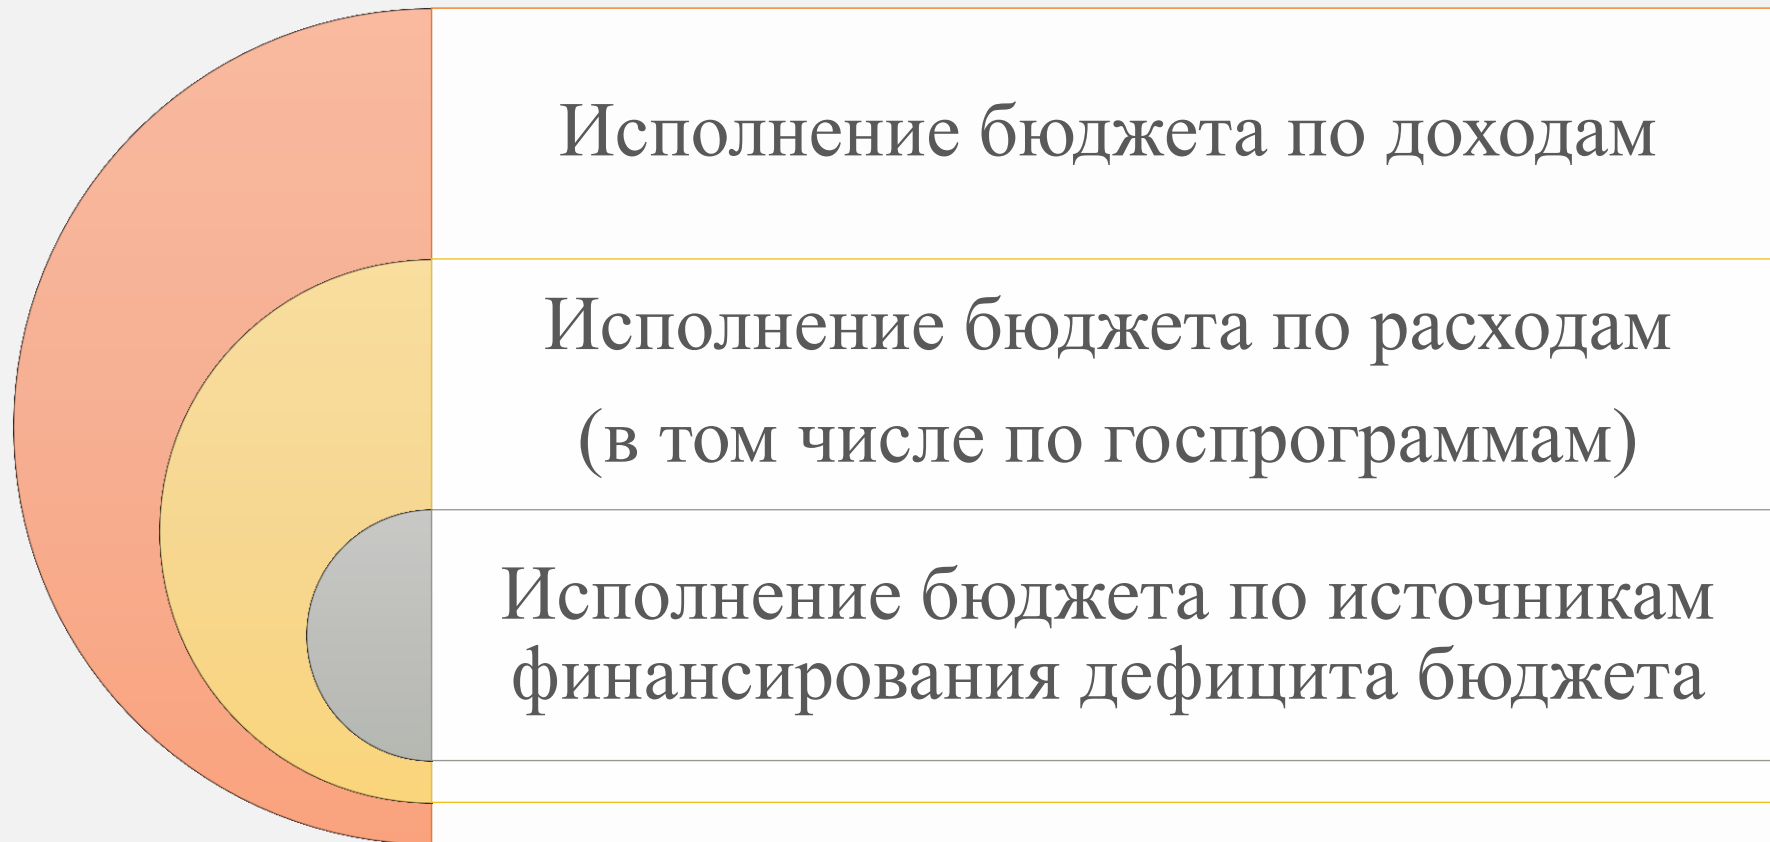 Исполнение бюджета по доходам
Исполнение бюджета по расходам
(в том числе по госпрограммам)
Исполнение бюджета по источникам
финансирования дефицита бюджета